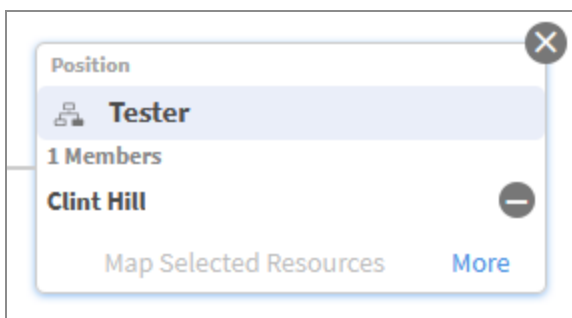 Position
Tester
1 Members
Clint Hill
Map Selected Resources More